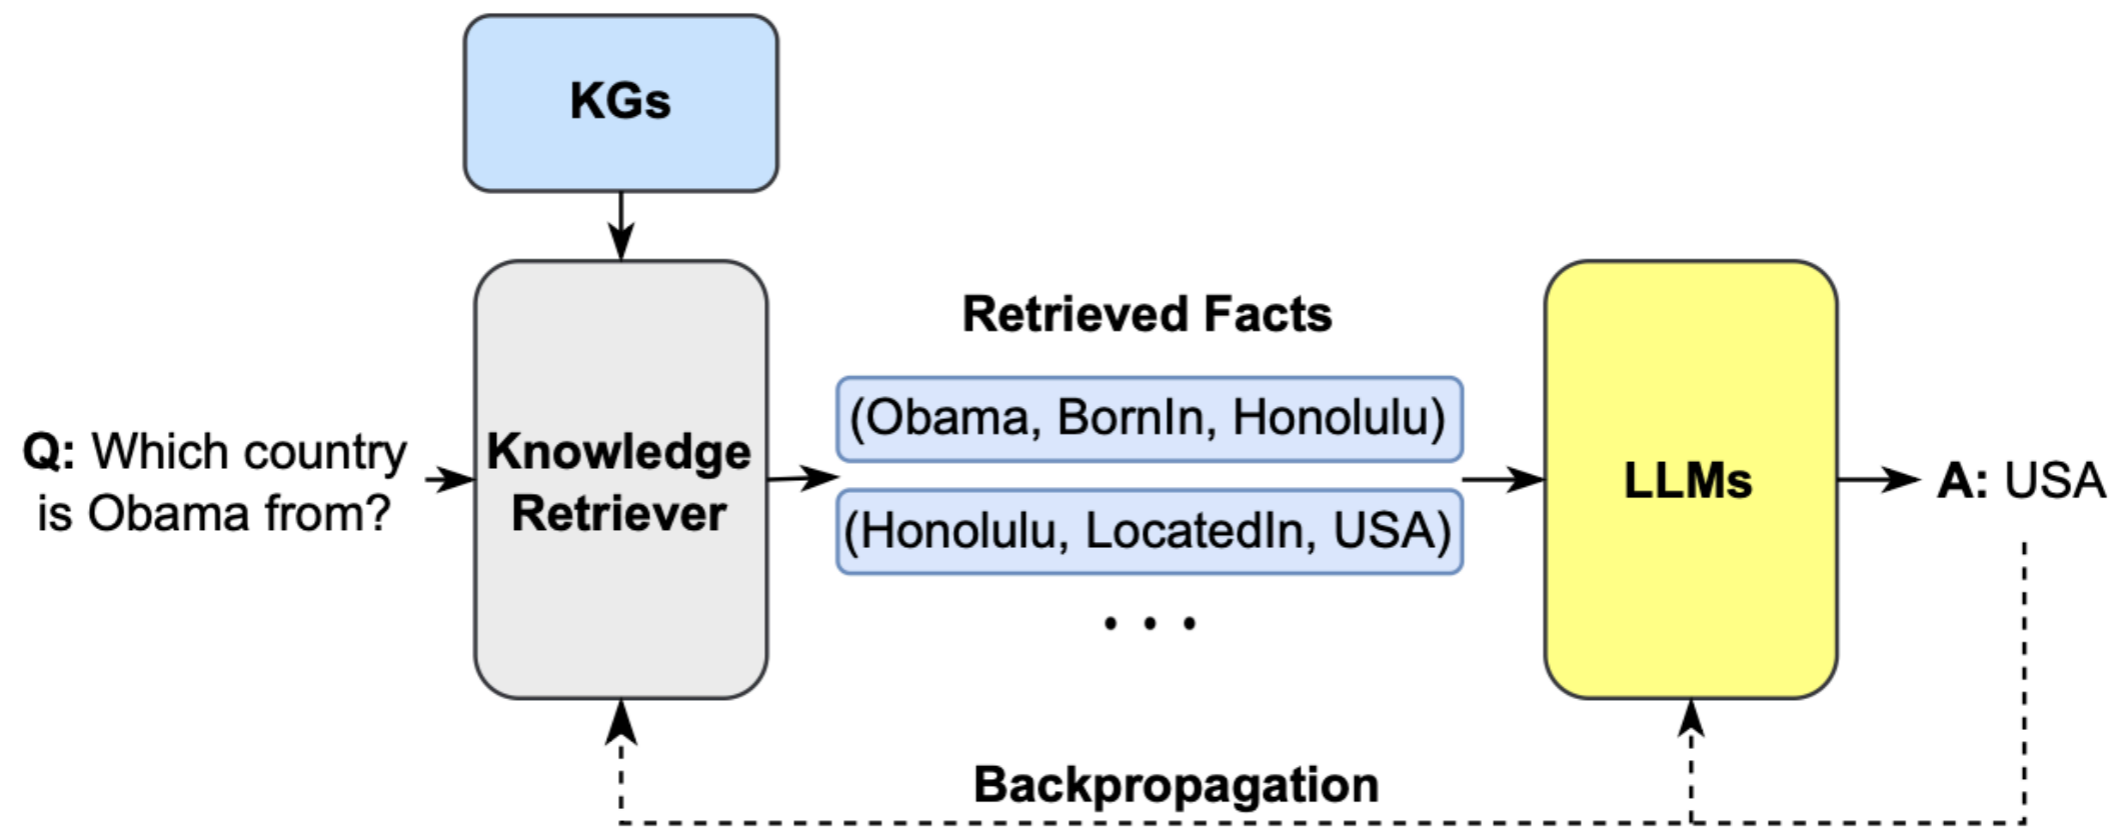 KGs
Q: Which country
is Obama from?
Knowledge
Retriever
Retrieved Facts
(Obama, BornIn, Honolulu)
(Honolulu, LocatedIn, USA)
• • •
LLMs
A: USA
Backpropagation